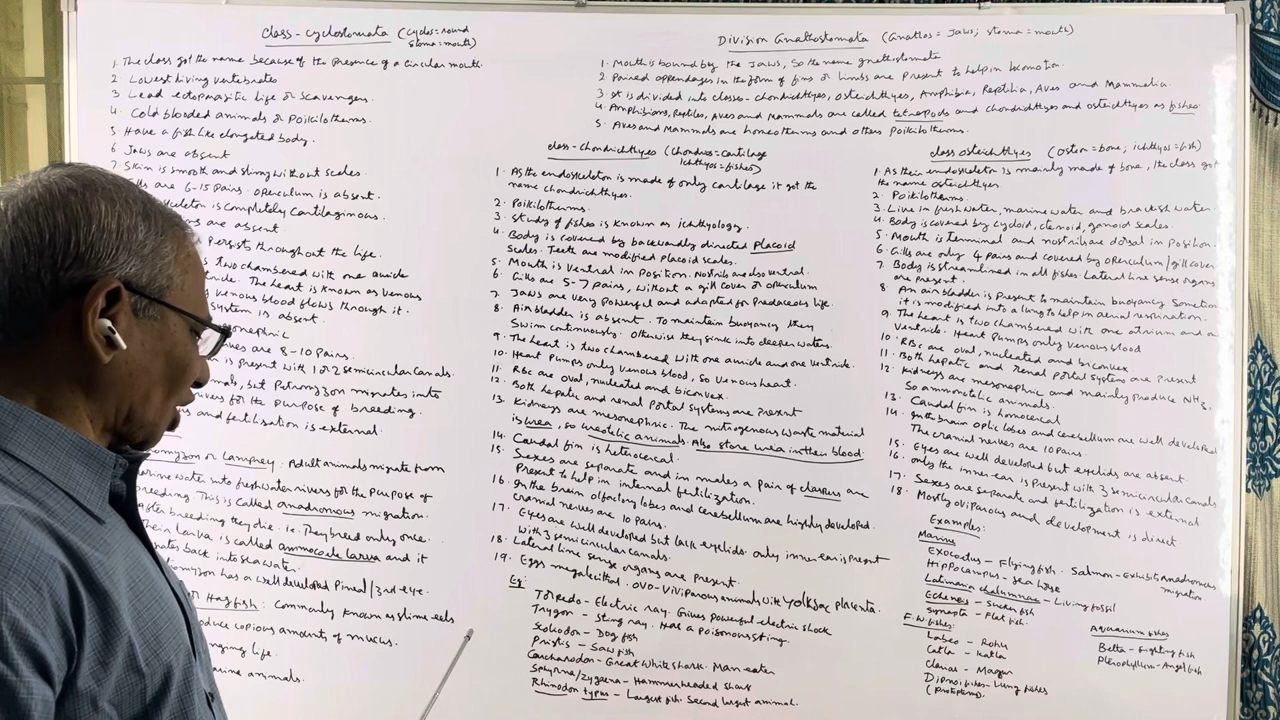 Class - Cyclostomata (Cyclos=round
Stoma=mouth)
1. The class got the name because of the presence of a circular mouth.
2 Lowest living vertebrates
3 Lead ectoparasitic life or scavengers.
4. Cold blooded animals or Poikilotherms.
5. Have a fish like elongated body.
6 Jaws are absent
7. Skin is smooth and slimy without scales.
are 6-15 pairs. operculum is absent.
is completely cartilaginous.
are absent.
persists throughout the life.
two chambered with one auricle
The heart is known as venous
venous blood flows through it.
system is absent.
mesonephric
are 8-10 pairs.
is present with 1 or 2 semicircular canals.
but Petromyzon migrates into
for the purpose of breeding.
and fertilisation is external.
or Lamprey: Adult animals migrate from
water into freshwater rivers for the purpose of
breeding. This is called anadromous migration.
After breeding they die. i.e. They breed only once.
Their larva is called ammocoete larva and it
back into sea water.
has a well developed Pineal/3rd eye.
or Hagfish: Commonly known as slime eels
copious amounts of mucus.
life.
animals
Division Gnathostomata (Gnathos = Jaws; stoma=mouth)
1. Mouth is bound by the Jaws, So the name gnathostomata
2 Paired appendages in the form of fins or limbs are present to help in locomotion.
3 It is divided into classes- Chondrichthyes, Osteichthyes, Amphibia, Reptilia, Aves and Mammalia
4. Amphibians, Reptiles, Aves and Mammals are called tetrapods and Chondrichthyes and osteichthyes as fishes
5. Aves and Mammals are homeotherms and others Poikilotherms.
class- Chondrichthyes (Chondros=cartilage
ichthyos=fishes)
1. As the endoskeleton is made of only cartilage it got the
name chondrichthyes.
2. Poikilotherms.
3. study of fishes is known as ichthyology.
4. Body is covered by backwardly directed Placoid
Scales. Teeth are modified placoid scales.
5. Mouth is ventral in Position. Nostrils are also ventral.
6. Gills are 5-7 pairs, without a gill cover or operculum
7. Jaws are very powerful and adapted for Predaceous life.
8. Air bladder is absent. To maintain buoyancy they
Swim continuously. Otherwise they sink into deeper waters.
9. The heart is two chambered with one auricle and one ventricle.
10. Heart Pumps only venous blood, so venous heart.
11. RBC are oval, nucleated and biconvex.
12. Both hepatic and renal portal systems are present
13. Kidneys are mesonephric. The nitrogenous waste material
is Urea, so ureotelic animals. Also store urea in their blood.
14. Caudal fin is heterocercal.
15. Sexes are separate and in males a pair of claspers are
Present to help in internal fertilization.
16. In the brain olfactory lobes and cerebellum are highly developed.
Cranial nerves are 10 pairs.
17. Eyes are well developed but lack eyelids. only inner ear is present
with 3 semicircular canals.
18. Lateral line sense organs are present.
19. Eggs megalecithal. Ovo-Viviparous animals with Yolk sac placenta.
Eg:
Torpedo- Electric ray. Gives powerful electric shock
Trygon - Sting ray. Has a poisonous sting.
Scoliodon - Dog fish
Pristis - Saw fish
Carcharodon - Great White shark. Man eater
Sphyrna/Zygaena - Hammerheaded shark
Rhinodon typus - Largest fish. Second largest animal.
class osteichthyes (Osteon=bone, ichthyos=fish)
1. As their endoskeleton is mainly made of bone, the class got
the name osteichthyes.
2. Poikilotherms.
3. Live in freshwater, marine water and brackish water.
4. Body is covered by cycloid, ctenoid, ganoid scales.
5. Mouth is terminal and nostrils are dorsal in position.
6. Gills are only 4 pairs and covered by operculum/gill cover
7. Body is streamlined in all fishes. Lateral line sense organs
are present.
8. An air bladder is present to maintain buoyancy
it is modified into a lung to help in aerial respiration.
9. The heart is two chambered with one atrium and
Ventricle. Heart pumps only venous blood
10. RBC are oval, nucleated and biconvex.
11. Both hepatic and renal portal systems are present
12. Kidneys are mesonephric and mainly produce NH3,
So ammonotelic animals.
13. Caudal fin is homocercal
14. In the brain optic lobes and cerebellum are well developed
The cranial nerves are 10 pairs.
15. Eyes are well developed but eyelids are absent.
16. only the inner ear is present with 3 semicircular canals
17. Sexes are separate and fertilization is external
18. Mostly oviparous and development is direct.
Examples:
Marine
Exocoetus - Flying fish. Salmon - Exhibits Anadromous
migration
Hippocampus - Sea horse
Latimaria chalumnae - Living fossil
Echeneis - Sucker fish
Synapta - Flat fish.
F.W. fishes:
Labeo - Rohu
Catla - Katla
Clarias - Magur
Dipnoi fishes - Lung fishes
(Protopterus)
Aquarium fishes
Betta - Fighting fish
Pterophyllum - Angel fish